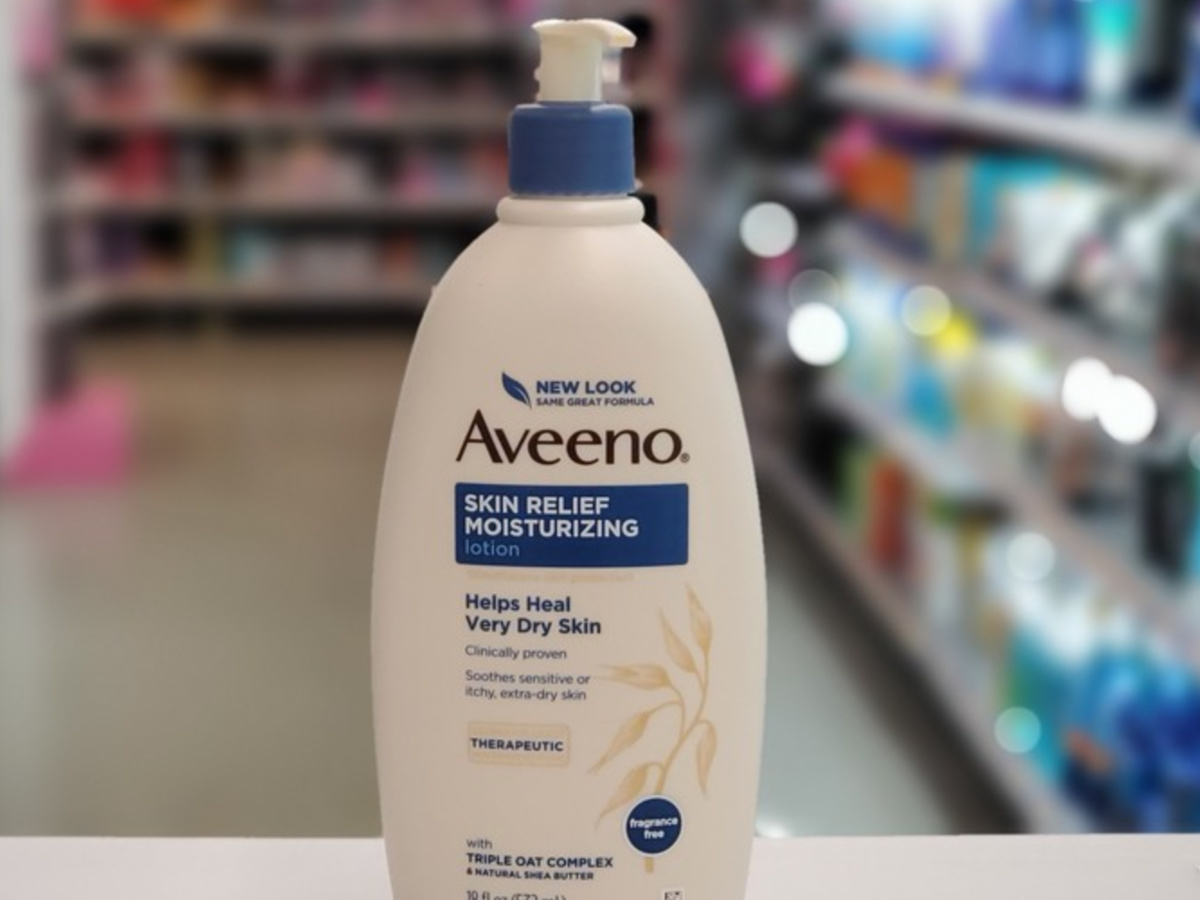 NEW LOOK
SAME GREAT FORMULA
Aveeno®
SKIN RELIEF
MOISTURIZING
lotion
Helps Heal
Very Dry Skin
Clinically proven
Soothes sensitive or
itchy, extra-dry skin
THERAPEUTIC
fragrance
free
with
TRIPLE OAT COMPLEX
& NATURAL SHEA BUTTER